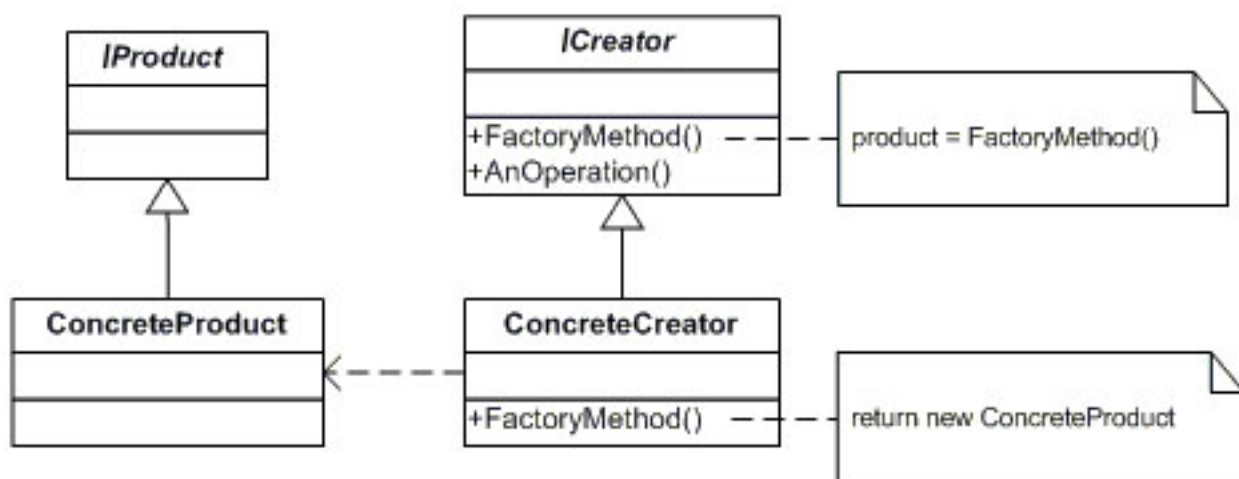 IProduct
ICreator
+FactoryMethod()
+AnOperation()
product = FactoryMethod()
ConcreteProduct
ConcreteCreator
+FactoryMethod()
return new ConcreteProduct